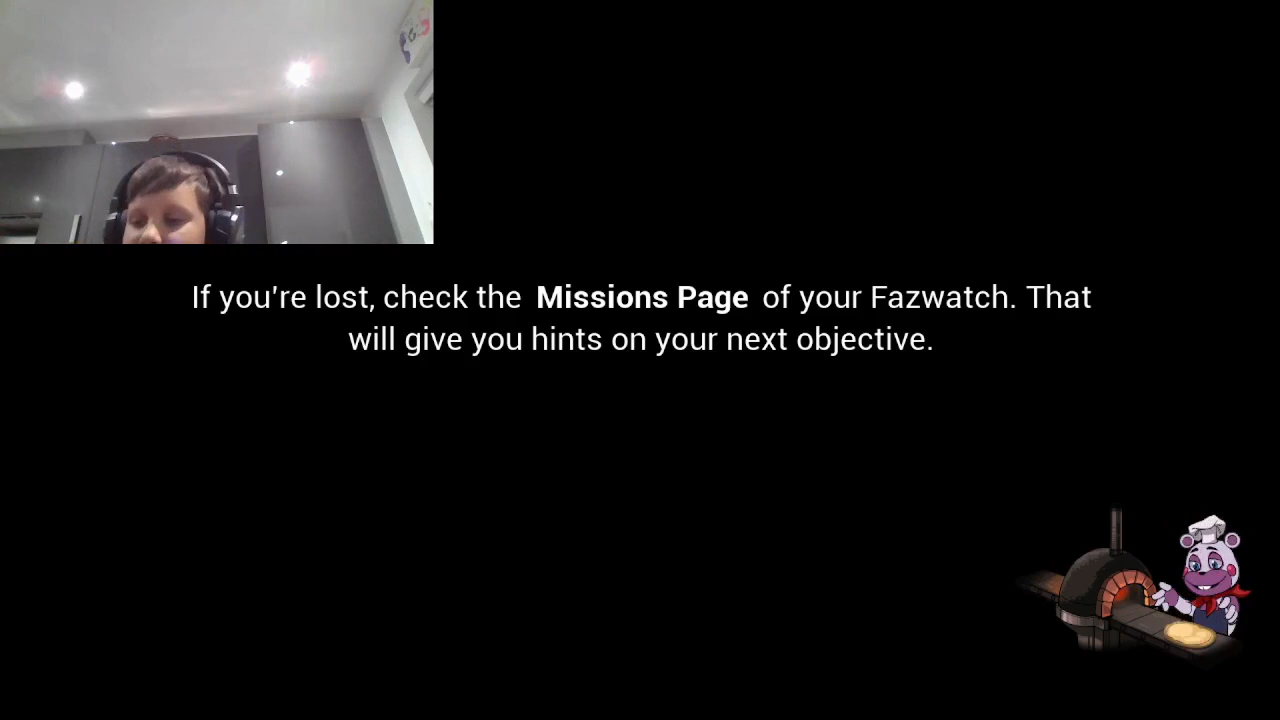 If you're lost, check the Missions Page of your Fazwatch. That
will give you hints on your next objective.